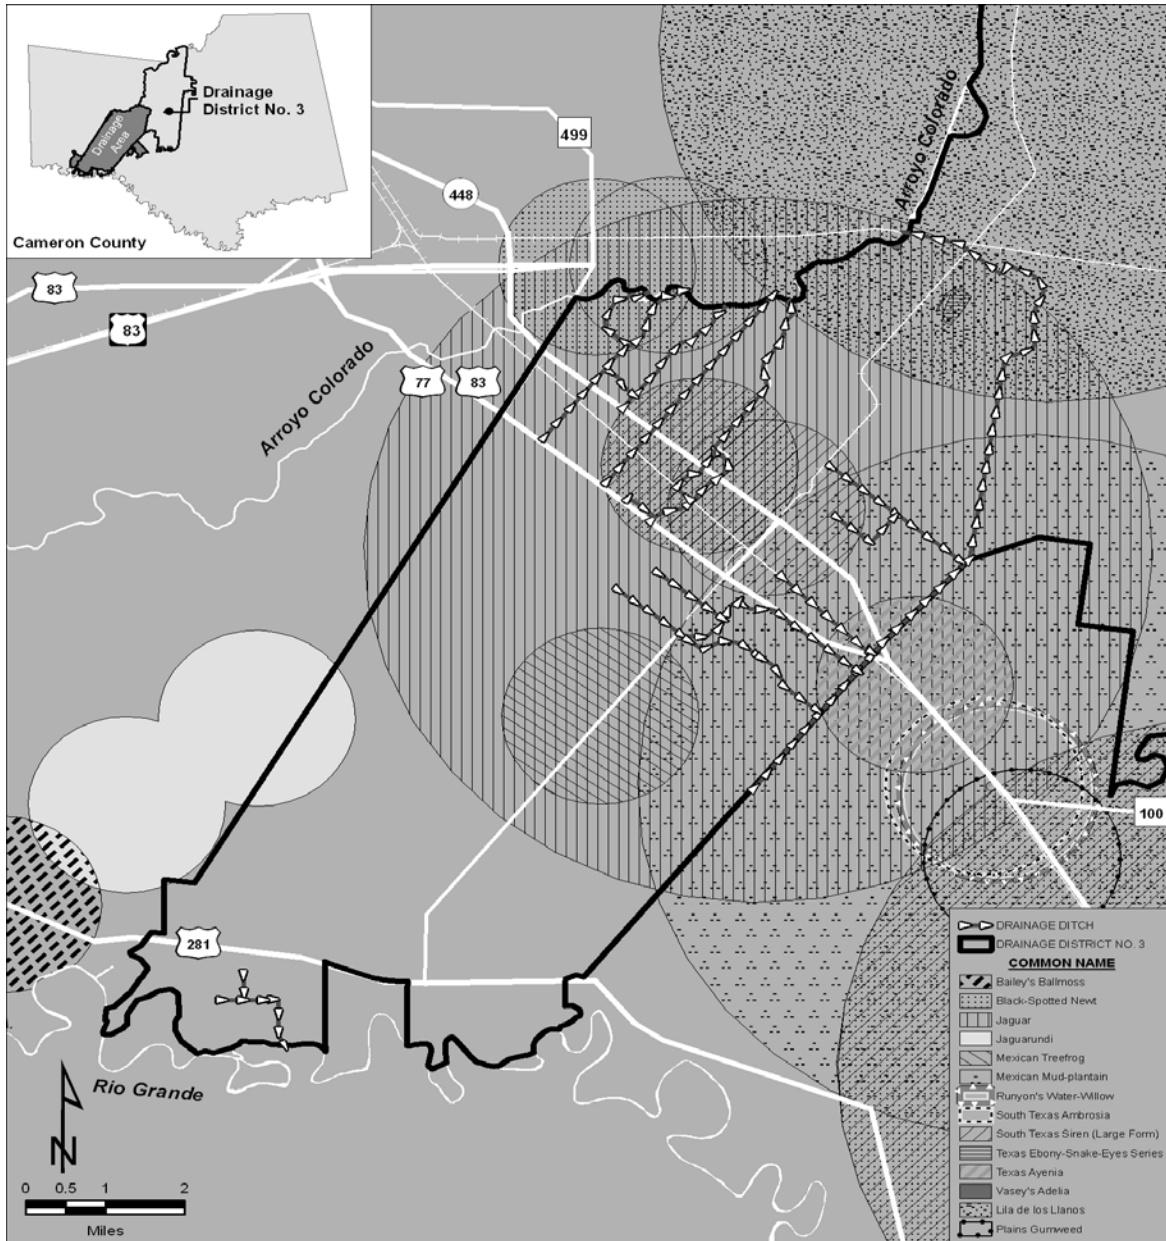 Drainage
District No. 3
Drainage
Area
Cameron County
499
448
83
83
77
83
Arroyo Colorado
Arroyo Colorado
100
281
Rio Grande
N
0 0.5 1 2
Miles
DRAINAGE DITCH
DRAINAGE DISTRICT NO. 3
COMMON NAME
Bailey's Ballmoss
Black-Spotted Newt
Jaguar
Jaguarundi
Mexican Treefrog
Mexican Mud-plantain
Runyon's Water-Willow
South Texas Ambrosia
South Texas Siren (Large Form)
Texas Ebony-Snake-Eyes Series
Texas Ayenia
Vasey's Adelia
Lila de los Llanos
Plains Gumweed